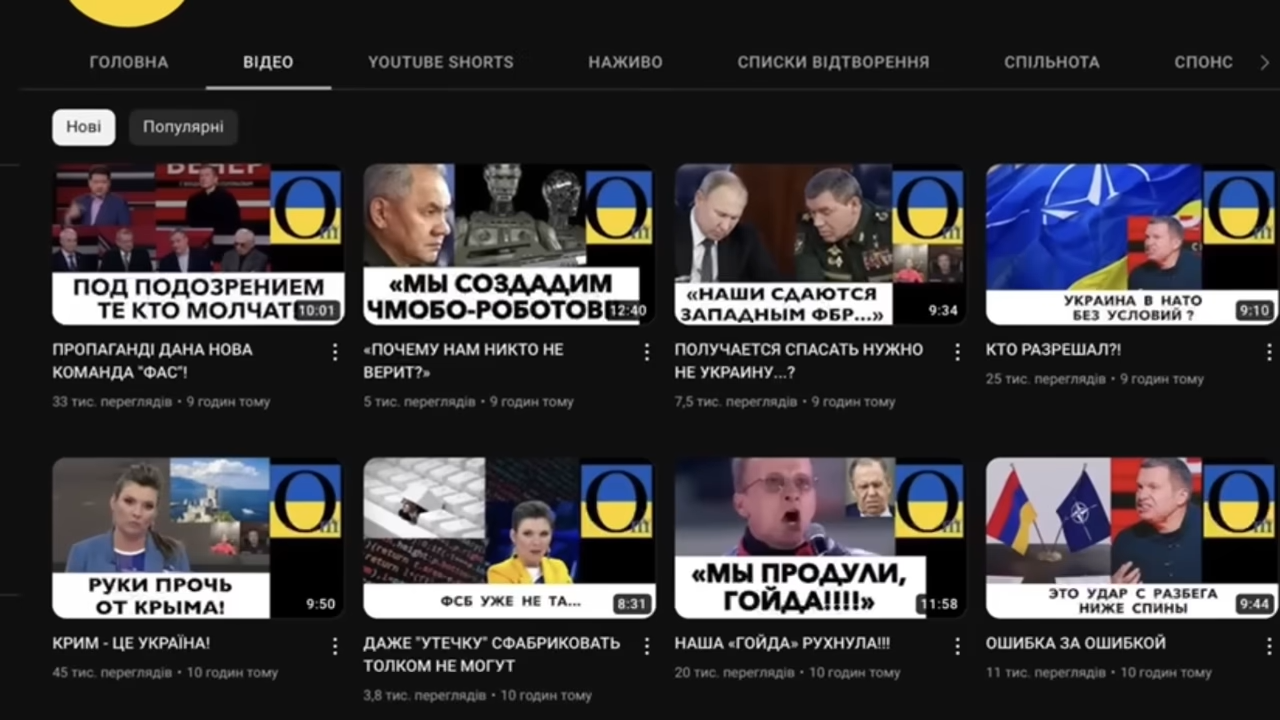 ГОЛОВНА ВІДЕО YOUTUBE SHORTS НАЖИВО СПИСКИ ВІДТВОРЕННЯ СПІЛЬНОТА СПОНС
Нові Популярні
ВЕЧЕР
ПОД ПОДОЗРЕНИЕМ
ТЕ КТО МОЛЧАТ
10:01
ПРОПАГАНДІ ДАНА НОВА
КОМАНДА "ФАС"!
33 тис. переглядів • 9 годин тому
«МЫ СОЗДАДИМ
ЧМОБО-РОБОТОВ
12:40
«ПОЧЕМУ НАМ НИКТО НЕ
ВЕРИТ?»
5 тис. переглядів • 9 годин тому
«НАШИ СДАЮТСЯ
ЗАПАДНЫМ ФБР...»
9:34
ПОЛУЧАЕТСЯ СПАСАТЬ НУЖНО
НЕ УКРАИНУ...?
7,5 тис. переглядів • 9 годин тому
УКРАИНА В НАТО
БЕЗ УСЛОВИЙ ?
9:10
КТО РАЗРЕШАЛ?!
25 тис. переглядів • 9 годин тому
РУКИ ПРОЧЬ
ОТ КРЫМА!
9:50
КРИМ - ЦЕ УКРАЇНА!
45 тис. переглядів • 10 годин тому
ФСБ УЖЕ НЕ ТА...
8:31
ДАЖЕ "УТЕЧКУ" СФАБРИКОВАТЬ
ТОЛКОМ НЕ МОГУТ
3,8 тис. переглядів • 10 годин тому
«МЫ ПРОДУЛИ,
ГОЙДА!!!!»
11:58
НАША «ГОЙДА» РУХНУЛА!!!
20 тис. переглядів • 10 годин тому
ЭТО УДАР С РАЗБЕГА
НИЖЕ СПИНЫ
9:44
ОШИБКА ЗА ОШИБКОЙ
11 тис. переглядів • 10 годин тому